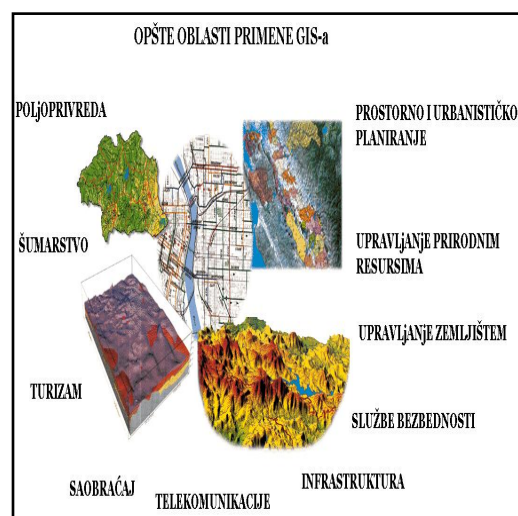 OPŠTE OBLASTI PRIMENE GIS-a
POLjOPRIVREDA
PROSTORNO I URBANISTIČKO
PLANIRANJE
ŠUMARSTVO
UPRAVLjANjE PRIRODNIM
RESURSIMA
UPRAVLjANjE ZEMLJIŠTEM
TURIZAM
SLUŽBE BEZBEDNOSTI
SAOBRAĆAJ
TELEKOMUNIKACIJE
INFRASTRUKTURA